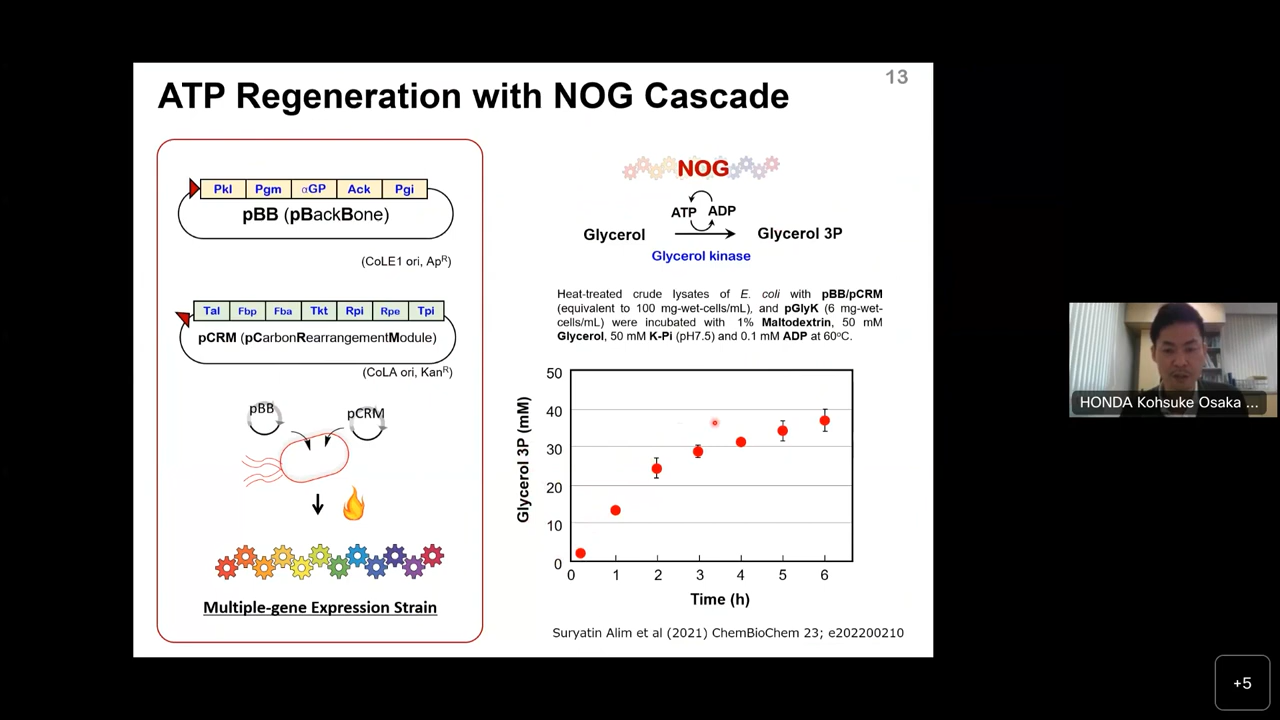 ATP Regeneration with NOG Cascade
13
Pkl Pgm αGP Ack Pgi
pBB (pBackBone)
(CoLE1 ori, Apᴿ)
Tal Fbp Fba Tkt Rpi Rpe Tpi
pCRM (pCarbonRearrangementModule)
(CoLA ori, Kanᴿ)
pBB
pCRM
Multiple-gene Expression Strain
NOG
ATP ADP
Glycerol Glycerol 3P
Glycerol kinase
Heat-treated crude lysates of E. coli with pBB/pCRM
(equivalent to 100 mg-wet-cells/mL), and pGlyK (6 mg-wet-
cells/mL) were incubated with 1% Maltodextrin, 50 mM
Glycerol, 50 mM K-Pi (pH7.5) and 0.1 mM ADP at 60°C.
Glycerol 3P (mM)
50
40
30
20
10
0
0 1 2 3 4 5 6
Time (h)
Suryatin Alim et al (2021) ChemBioChem 23; e202200210
HONDA Kohsuke Osaka ...
+5